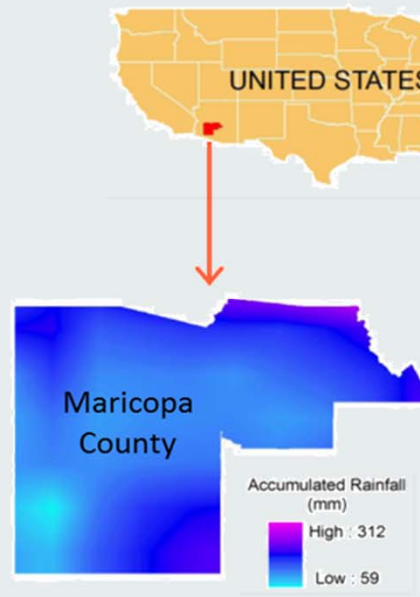 UNITED STATES
Maricopa
County
Accumulated Rainfall
(mm)
High : 312
Low : 59